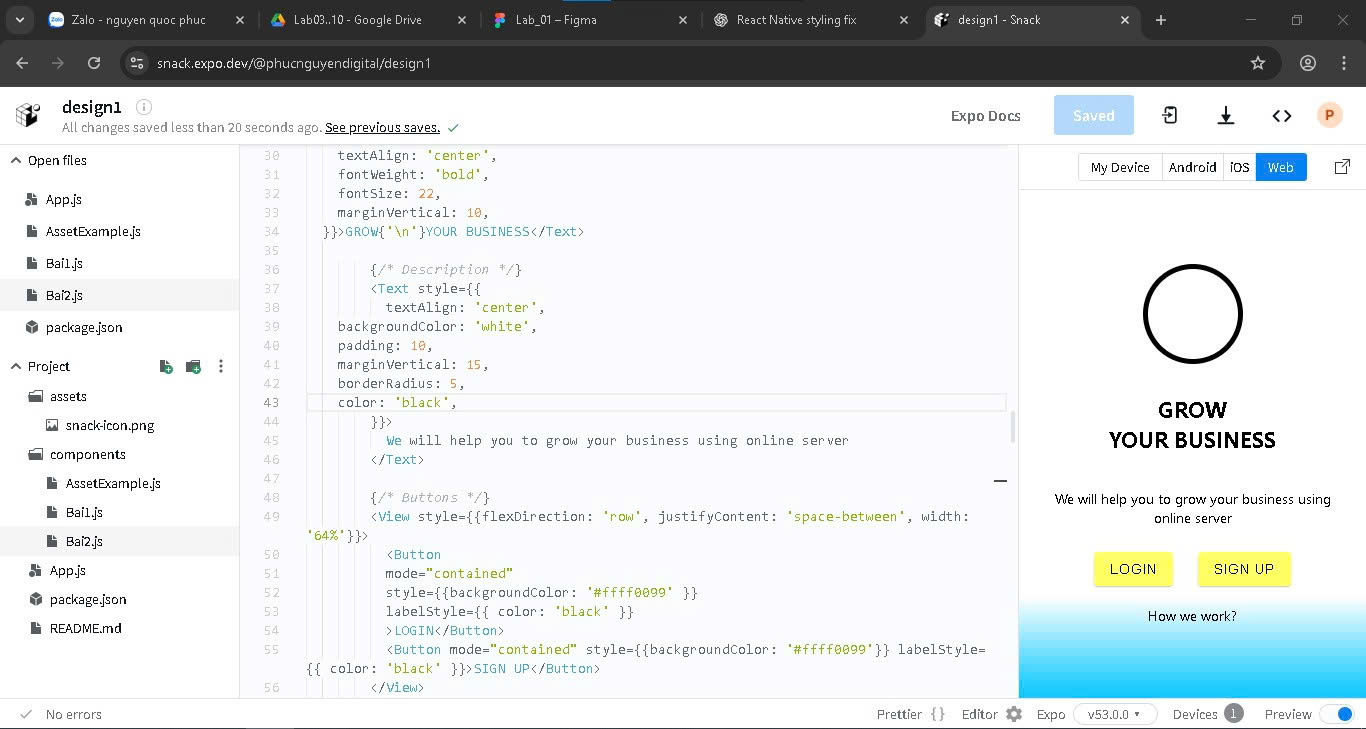 Zalo - nguyen quoc phuc
Lab03..10 - Google Drive
Lab_01 – Figma
React Native styling fix
design1 - Snack
snack.expo.dev/@phucnguyendigital/design1
design1
All changes saved less than 20 seconds ago. See previous saves.
Expo Docs
Saved
P
Open files
App.js
AssetExample.js
Bai1.js
Bai2.js
package.json
Project
assets
snack-icon.png
components
AssetExample.js
Bai1.js
Bai2.js
App.js
package.json
README.md
30 textAlign: 'center',
31 fontWeight: 'bold',
32 fontSize: 22,
33 marginVertical: 10,
34 }}>GROW{'\n'}YOUR BUSINESS</Text>
35
36 {/* Description */}
37 <Text style={{
38 textAlign: 'center',
39 backgroundColor: 'white',
40 padding: 10,
41 marginVertical: 15,
42 borderRadius: 5,
43 color: 'black',
44 }}>
45 We will help you to grow your business using online server
46 </Text>
47
48 {/* Buttons */}
49 <View style={{flexDirection: 'row', justifyContent: 'space-between', width:
'64%'}}>
50 <Button
51 mode="contained"
52 style={{backgroundColor: '#ffff0099' }}
53 labelStyle={{ color: 'black' }}
54 >LOGIN</Button>
55 <Button mode="contained" style={{backgroundColor: '#ffff0099'}} labelStyle=
{{ color: 'black' }}>SIGN UP</Button>
56 </View>
My Device
Android
iOS
Web
GROW
YOUR BUSINESS
We will help you to grow your business using
online server
LOGIN
SIGN UP
How we work?
No errors
Prettier {}
Editor
Expo
v53.0.0
Devices 1
Preview